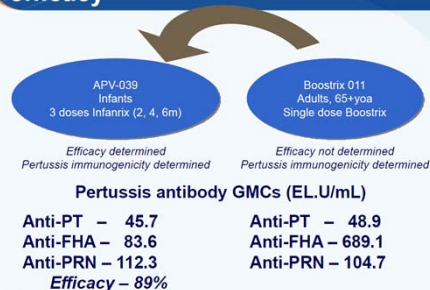 efficacy
APV-039
Infants
3 doses Infanrix (2, 4, 6m)
Boostrix 011
Adults, 65+yoa
Single dose Boostrix
Efficacy determined
Pertussis immunogenicity determined
Efficacy not determined
Pertussis immunogenicity determined
Pertussis antibody GMCs (EL.U/mL)
Anti-PT – 45.7
Anti-FHA – 83.6
Anti-PRN – 112.3
Efficacy – 89%
Anti-PT – 48.9
Anti-FHA – 689.1
Anti-PRN – 104.7